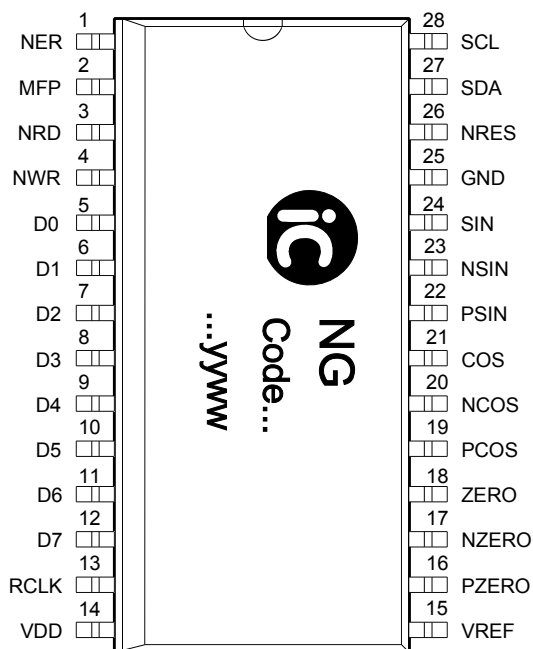 1 28
NER SCL
2 27
MFP SDA
3 26
NRD NRES
4 25
NWR GND
5 24
D0 SIN
6 23
D1 NSIN
7 22
D2 PSIN
8 21
D3 COS
9 20
D4 NCOS
10 19
D5 PCOS
11 18
D6 ZERO
12 17
D7 NZERO
13 16
RCLK PZERO
14 15
VDD VREF
iC
NG
Code...
...yyww